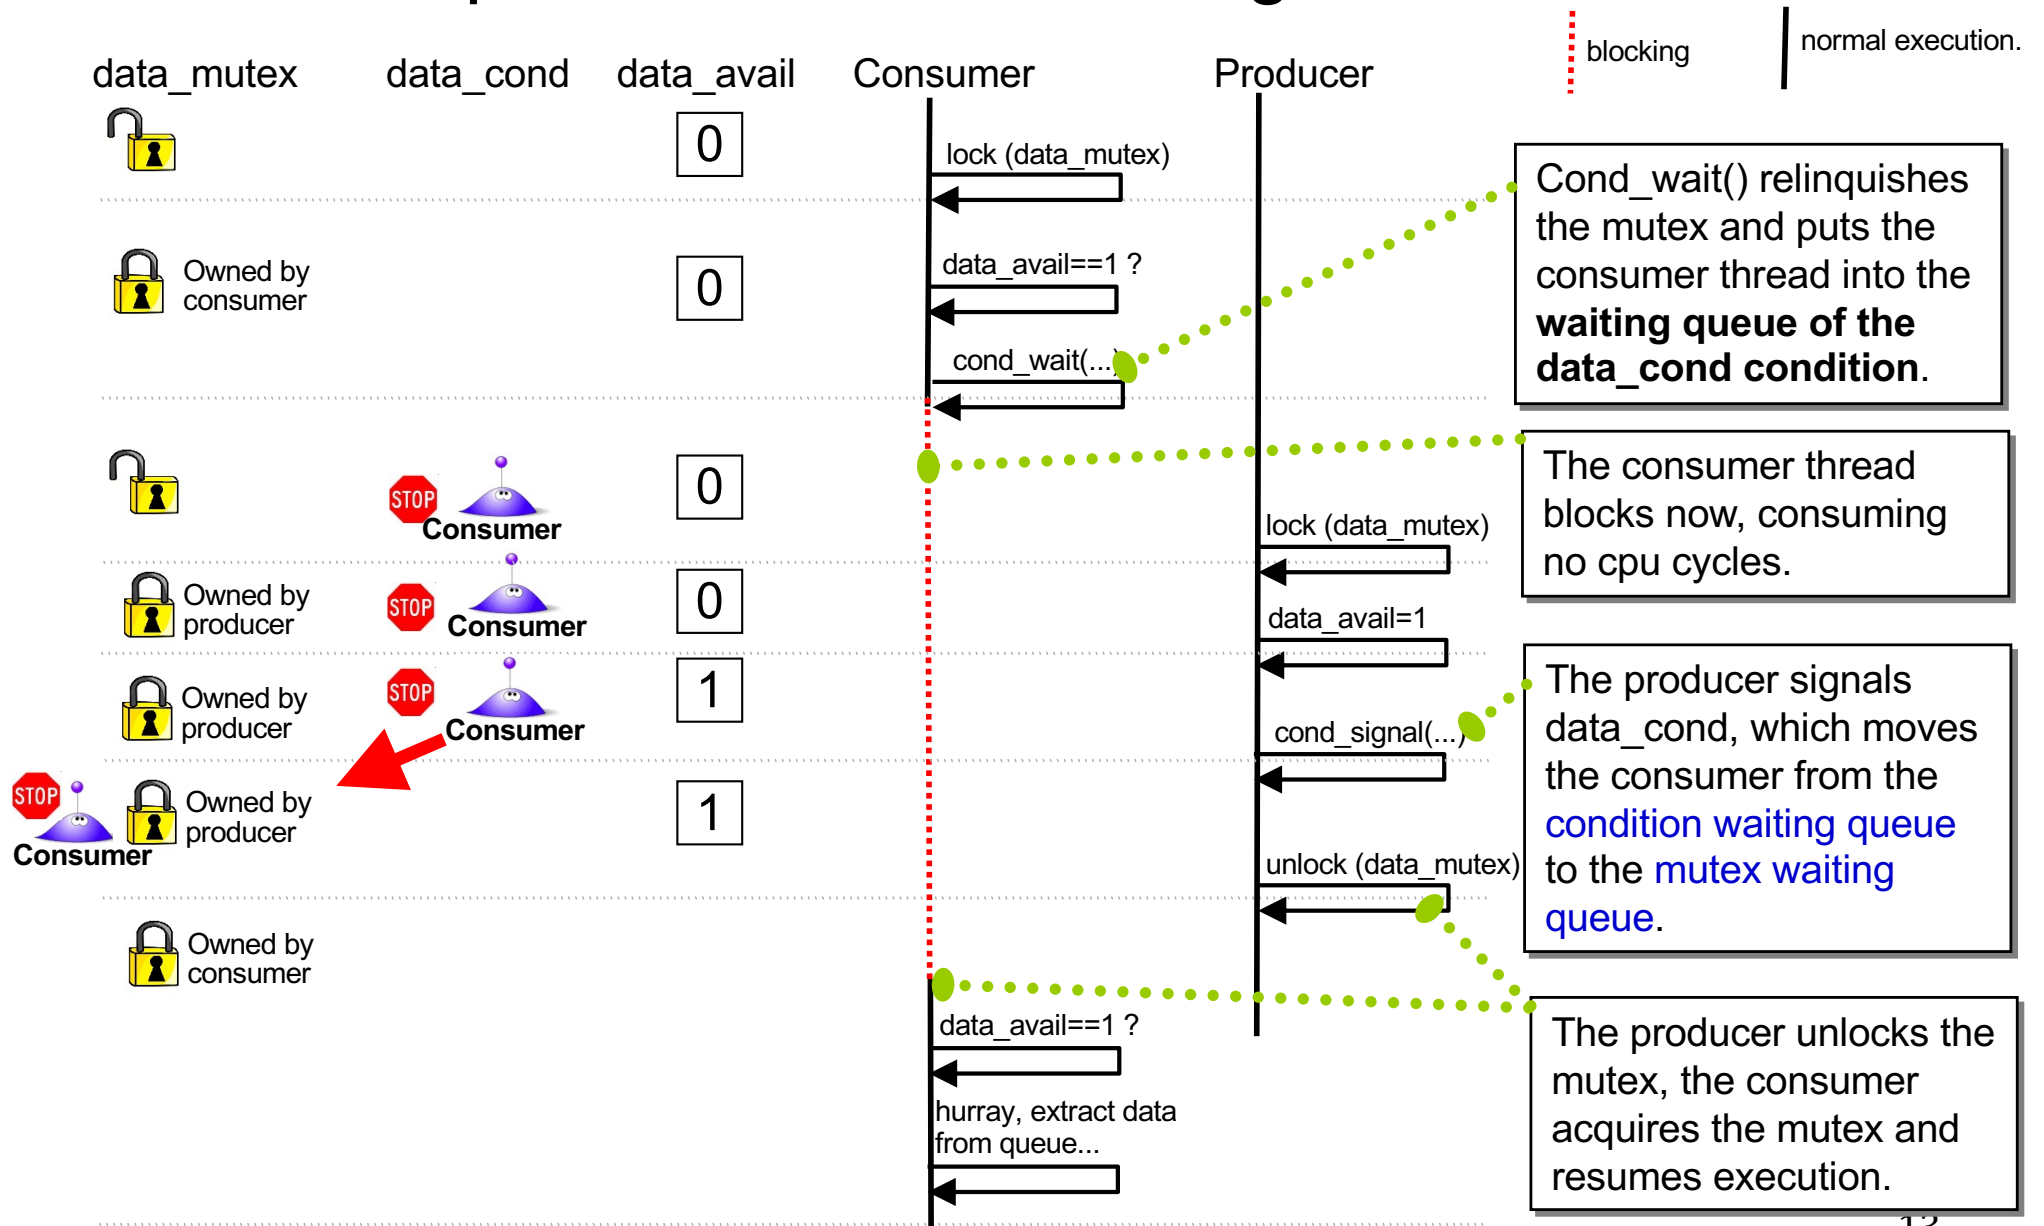 blocking
normal execution.
data_mutex
data_cond
data_avail
Consumer
Producer
0
lock (data_mutex)
Cond_wait() relinquishes
the mutex and puts the
consumer thread into the
waiting queue of the
data_cond condition.
Owned by
consumer
0
data_avail==1 ?
cond_wait(...)
STOP
Consumer
0
The consumer thread
blocks now, consuming
no cpu cycles.
lock (data_mutex)
Owned by
producer
STOP
Consumer
0
data_avail=1
Owned by
producer
STOP
Consumer
1
cond_signal(...)
The producer signals
data_cond, which moves
the consumer from the
condition waiting queue
to the mutex waiting
queue.
STOP
Consumer
Owned by
producer
1
unlock (data_mutex)
Owned by
consumer
data_avail==1 ?
hurray, extract data
from queue...
The producer unlocks the
mutex, the consumer
acquires the mutex and
resumes execution.